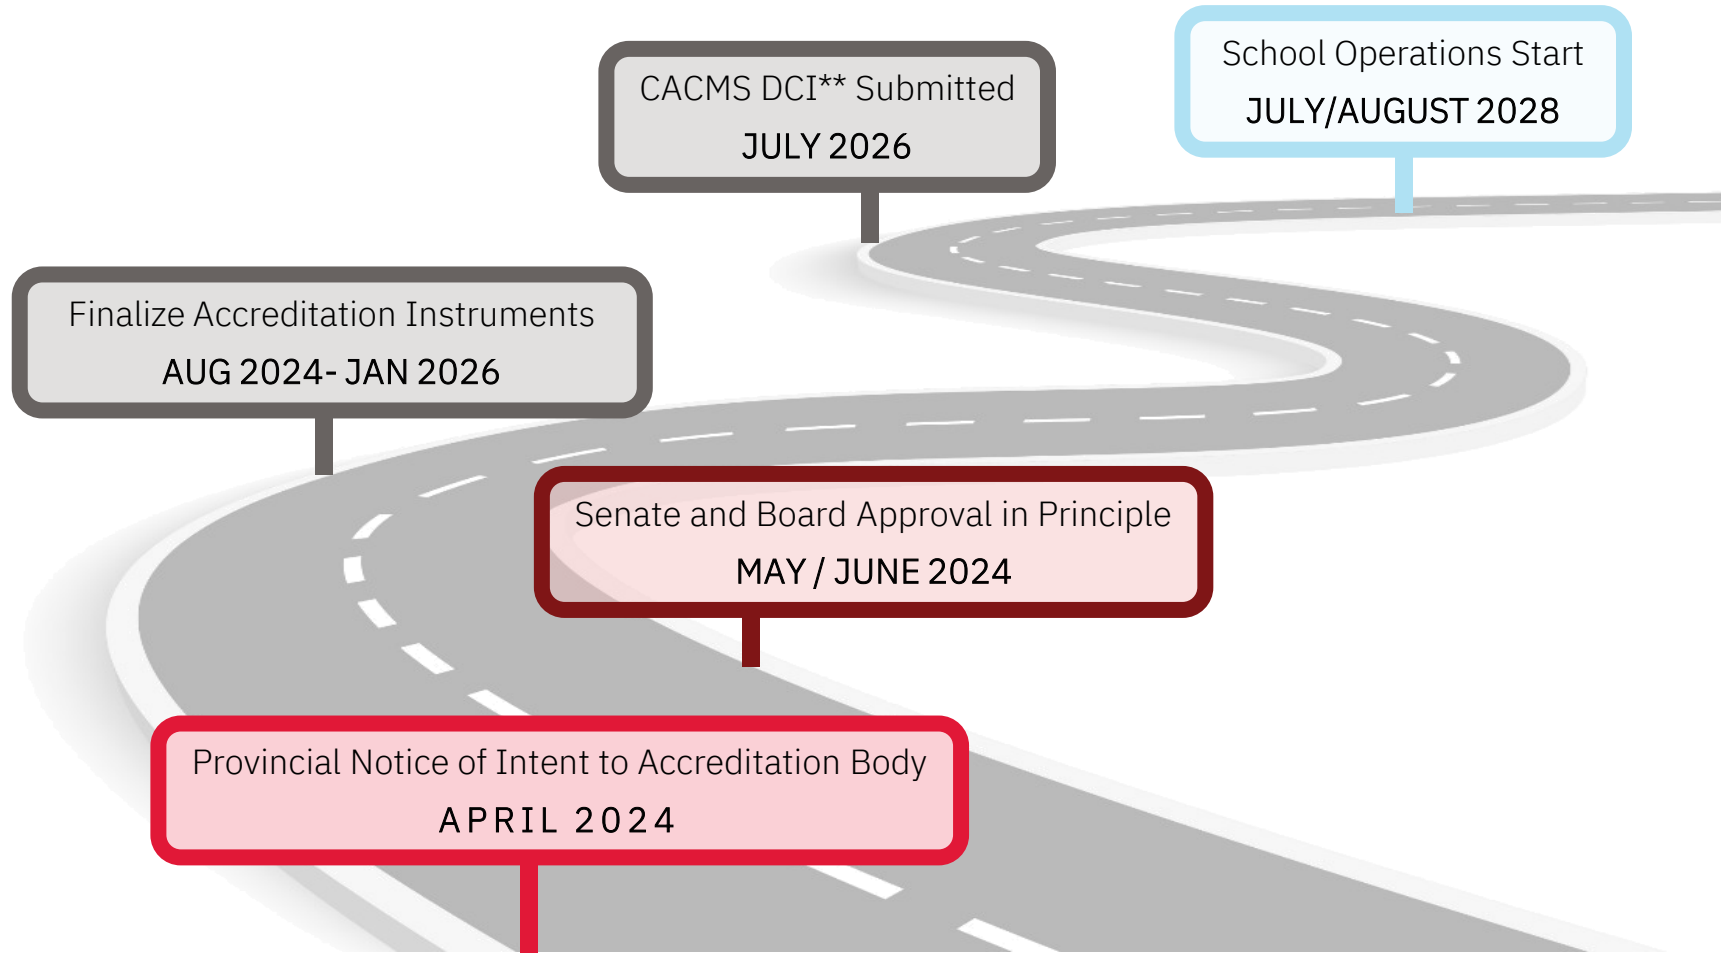 School Operations Start
JULY/AUGUST 2028
CACMS DCI** Submitted
JULY 2026
Finalize Accreditation Instruments
AUG 2024- JAN 2026
Senate and Board Approval in Principle
MAY / JUNE 2024
Provincial Notice of Intent to Accreditation Body
APRIL 2024